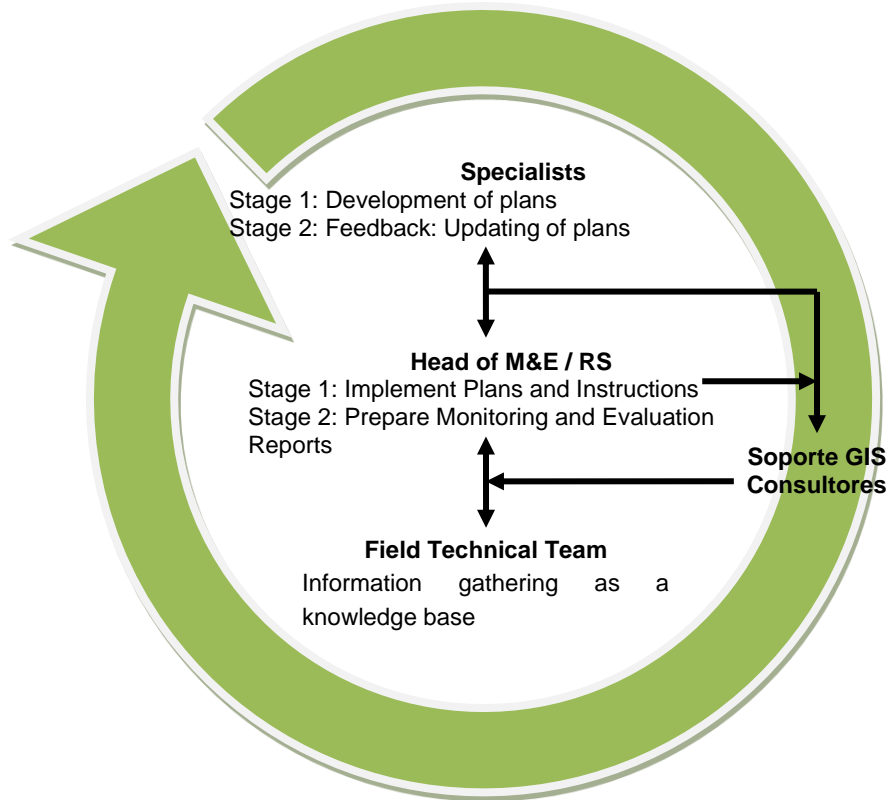 Specialists
Stage 1: Development of plans
Stage 2: Feedback: Updating of plans
Head of M&E / RS
Stage 1: Implement Plans and Instructions
Stage 2: Prepare Monitoring and Evaluation
Reports
Soporte GIS
Consultores
Field Technical Team
Information gathering as a
knowledge base